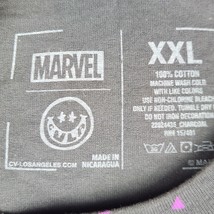 MARVEL
MADE IN
NICARAGUA
©CV-LOSANGELES.COM
XXL
100% COTTON
MACHINE WASH COLD
WITH LIKE COLORS
USE NON-CHLORINE BLEACH
ONLY IF NEEDED. TUMBLE DRY
DO NOT IRON DECORATION
CHARCOAL